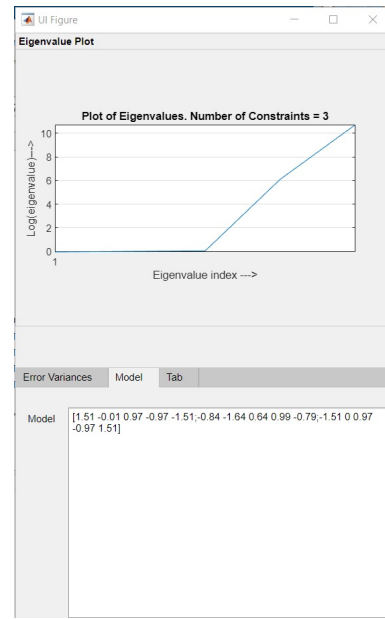 UI Figure
Eigenvalue Plot
Plot of Eigenvalues. Number of Constraints = 3
Log(eigenvalue)--->
10
8
6
4
2
0
1
Eigenvalue index --->
Error Variances Model Tab
Model
[1.51 -0.01 0.97 -0.97 -1.51;-0.84 -1.64 0.64 0.99 -0.79;-1.51 0 0.97
-0.97 1.51]